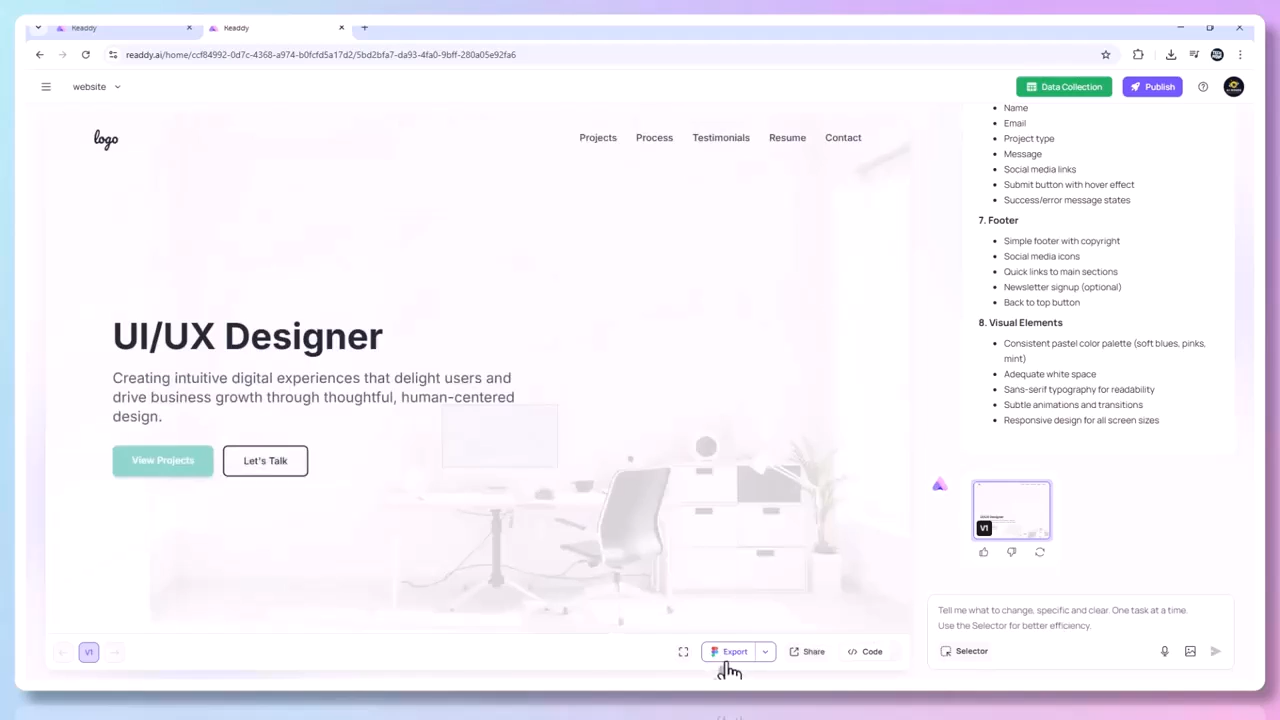 Readdy
Readdy
readdy.ai/home/ccf84992-0d7c-4368-a974-b0fcfd5a17d2/5bd2bfa7-da93-4fa0-9bff-280a05e92fa6
website
Data Collection
Publish
logo
Projects
Process
Testimonials
Resume
Contact
UI/UX Designer
Creating intuitive digital experiences that delight users and
drive business growth through thoughtful, human-centered
design.
View Projects
Let's Talk
Name
Email
Project type
Message
Social media links
Submit button with hover effect
Success/error message states
7. Footer
Simple footer with copyright
Social media icons
Quick links to main sections
Newsletter signup (optional)
Back to top button
8. Visual Elements
Consistent pastel color palette (soft blues, pinks,
mint)
Adequate white space
Sans-serif typography for readability
Subtle animations and transitions
Responsive design for all screen sizes
V1
Tell me what to change, specific and clear. One task at a time.
Use the Selector for better efficiency.
Selector
V1
Export
Share
Code